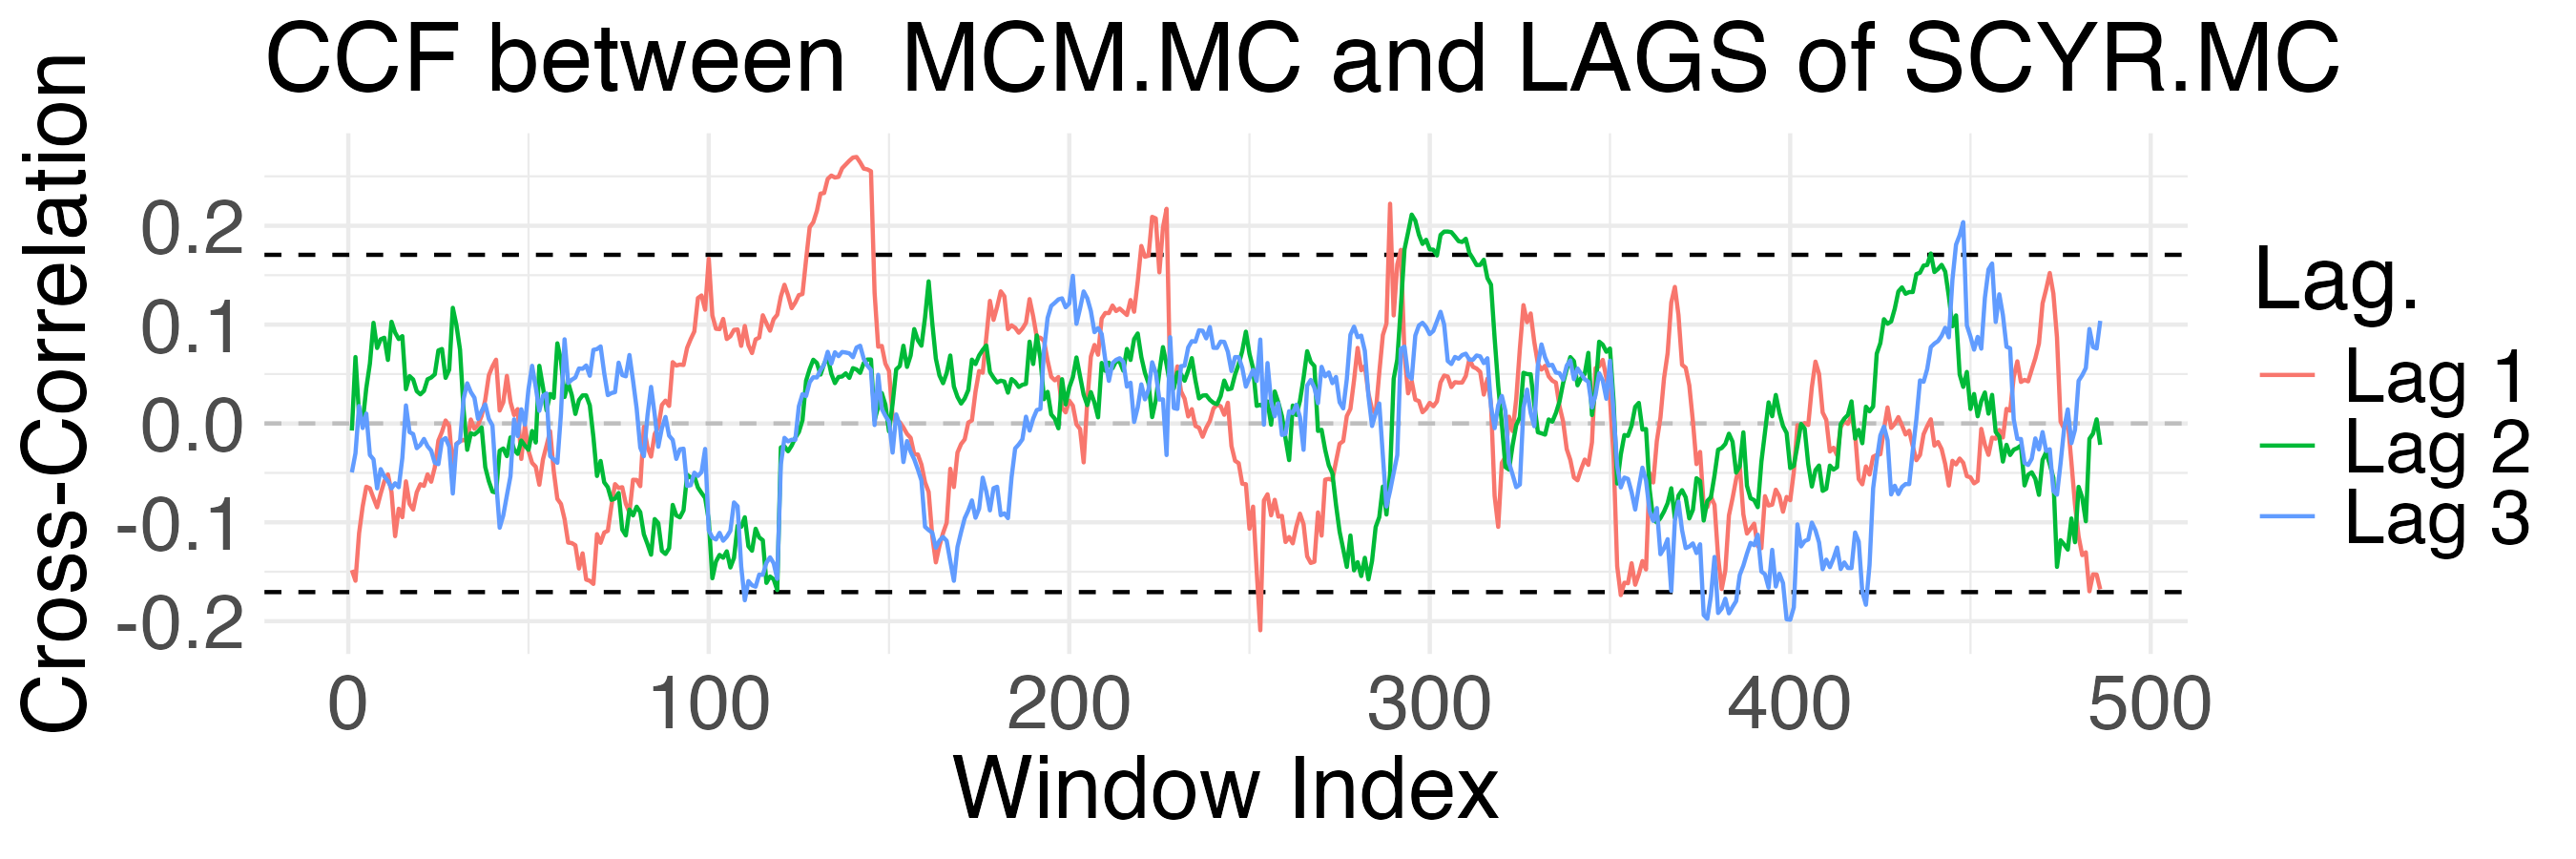 CCF between  MCM.MC and LAGS of SCYR.MC
Cross-Correlation
0.2
0.1
0.0
-0.1
-0.2
0 100 200 300 400 500
Window Index
Lag.
Lag 1
Lag 2
Lag 3